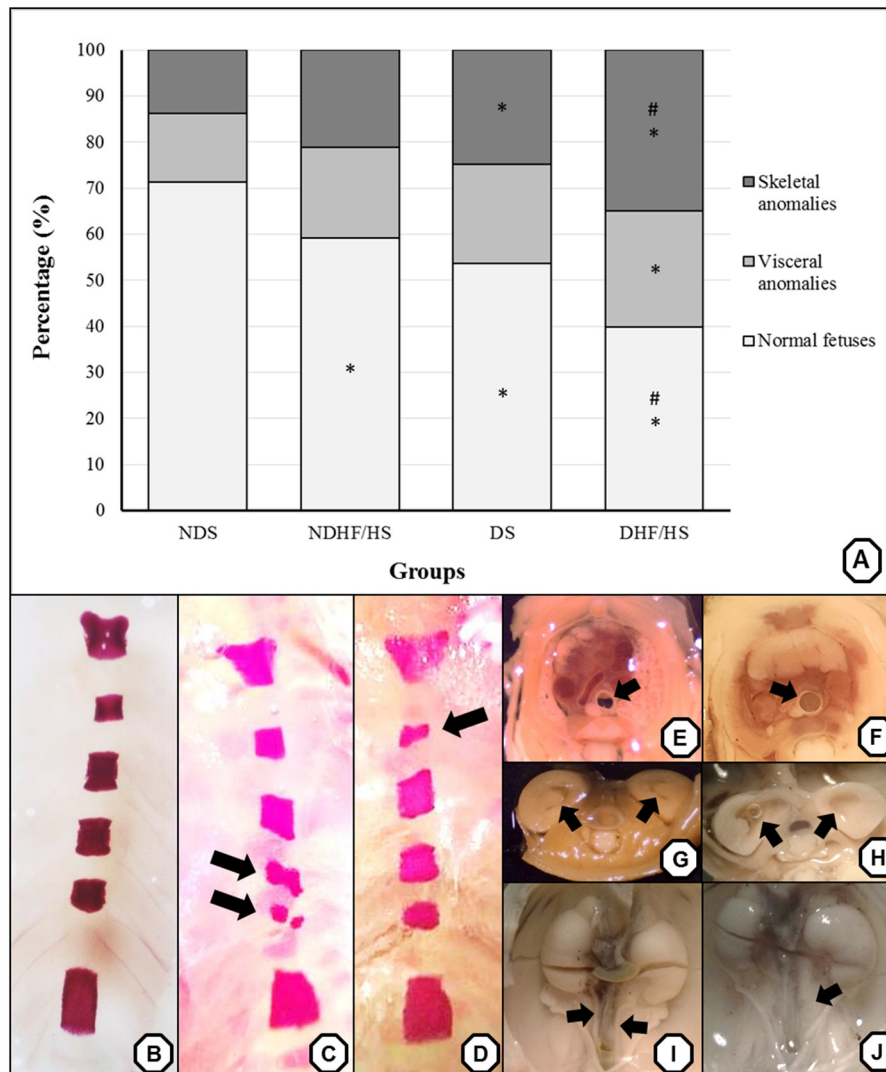 100
90
80
70
60
50
40
30
20
10
0
Percentage (%)
*
#
*
*
*
*
#
*
Skeletal
anomalies
Visceral
anomalies
Normal fetuses
NDS
NDHF/HS
DS
DHF/HS
Groups
A
B
C
D
E
F
G
H
I
J